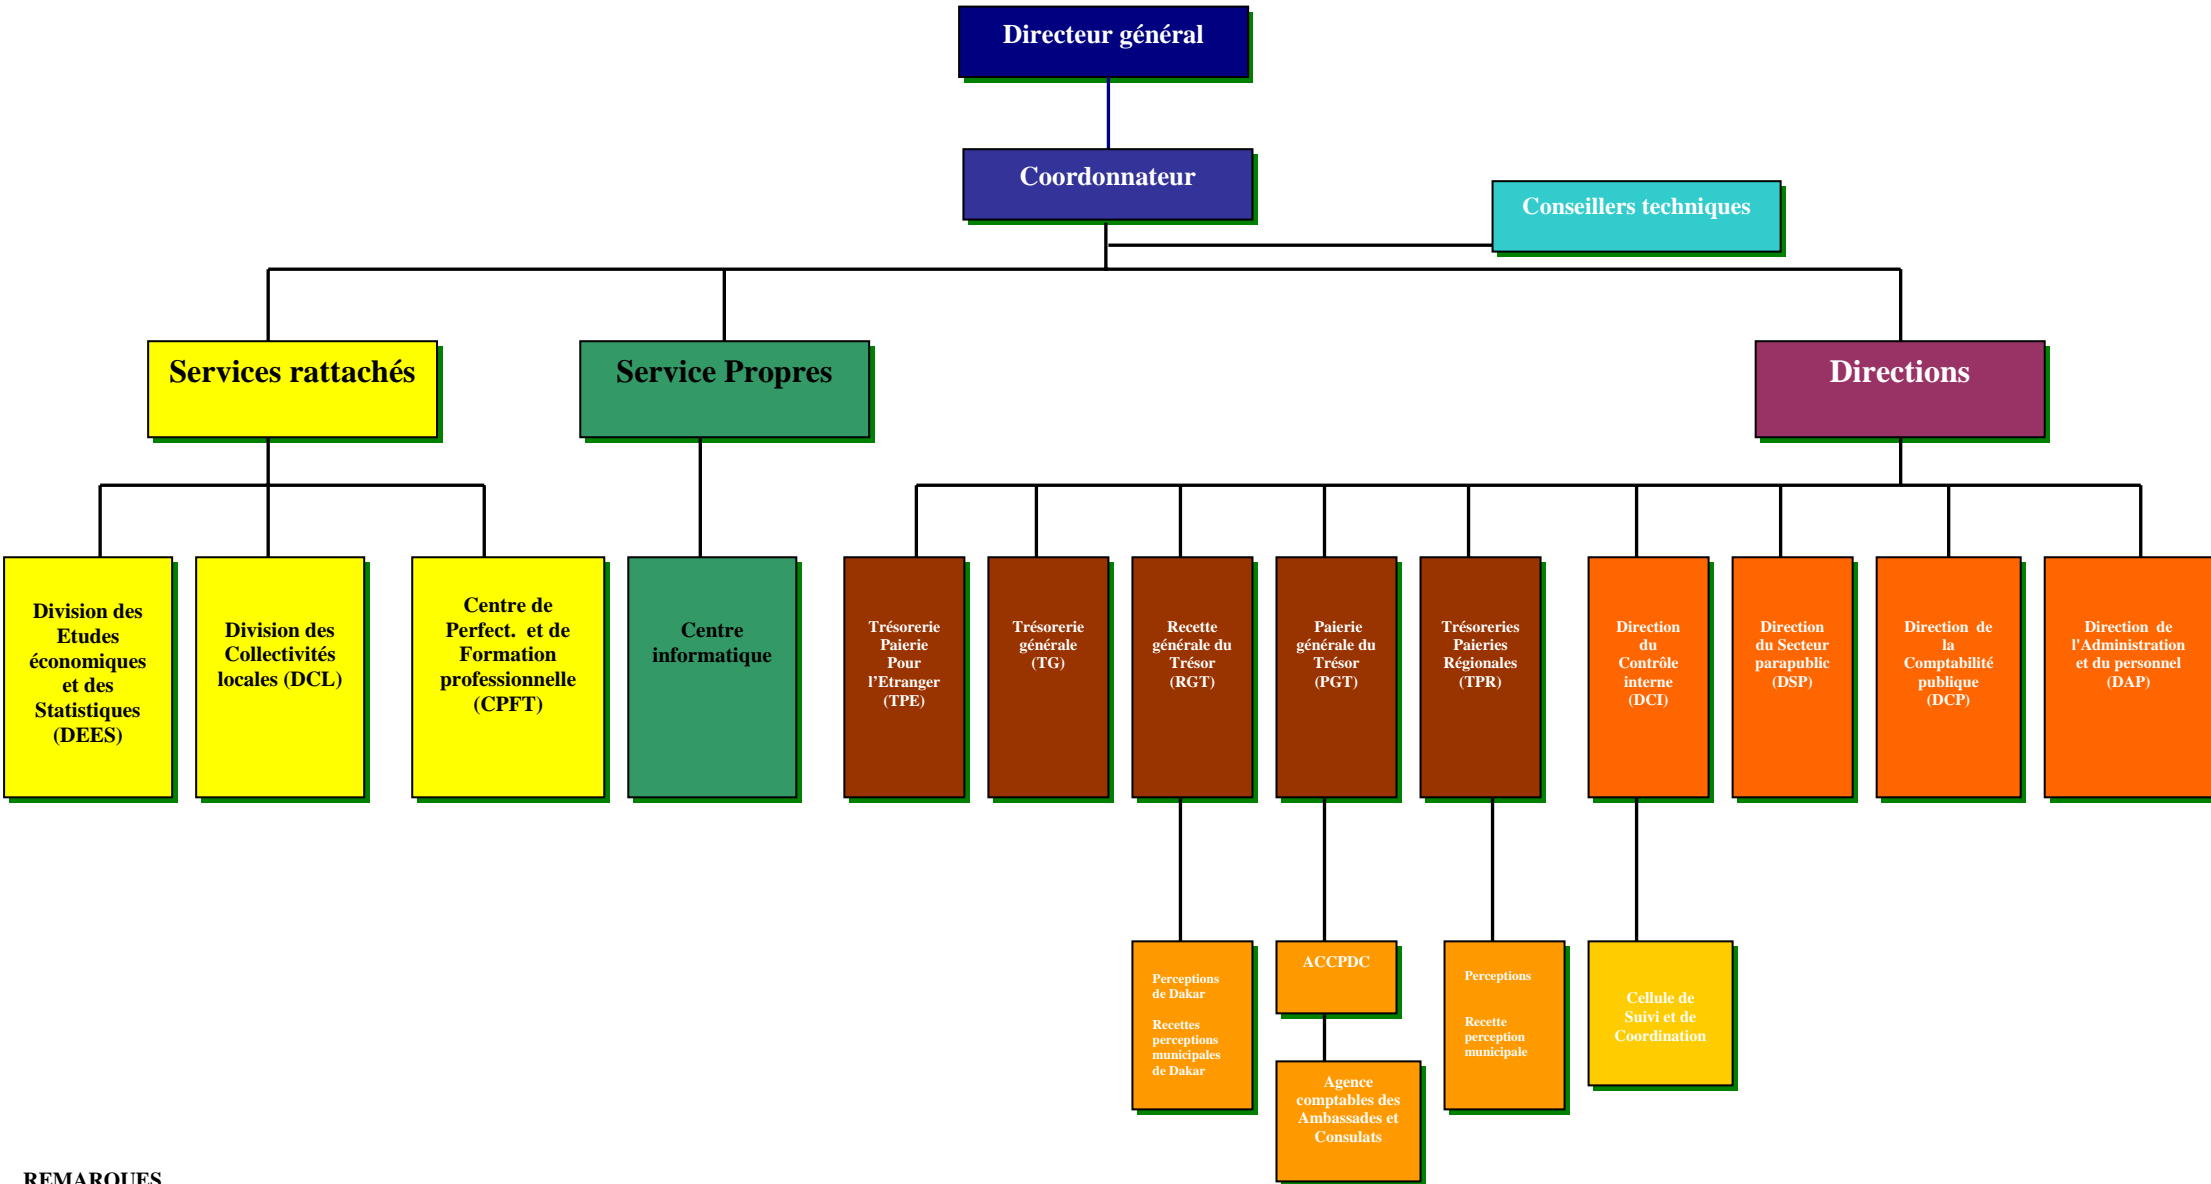 Directeur général
Coordonnateur
Conseillers techniques
Services rattachés
Service Propres
Directions
Division des
Etudes
économiques
et des
Statistiques
(DEES)
Division des
Collectivités
locales (DCL)
Centre de
Perfect. et de
Formation
professionnelle
(CPFT)
Centre
informatique
Trésorerie
Paierie
Pour
l'Etranger
(TPE)
Trésorerie
générale
(TG)
Recette
générale du
Trésor
(RGT)
Paierie
générale du
Trésor
(PGT)
Trésoreries
Paieries
Régionales
(TPR)
Direction
du
Contrôle
interne
(DCI)
Direction
du Secteur
parapublic
(DSP)
Direction de
la
Comptabilité
publique
(DCP)
Direction de
l'Administration
et du personnel
(DAP)
Perceptions
de Dakar
Recettes
perceptions
municipales
de Dakar
ACCPDC
Agence
comptables des
Ambassades et
Consulats
Perceptions
Recette
perception
municipale
Cellule de
Suivi et de
Coordination
REMARQUES